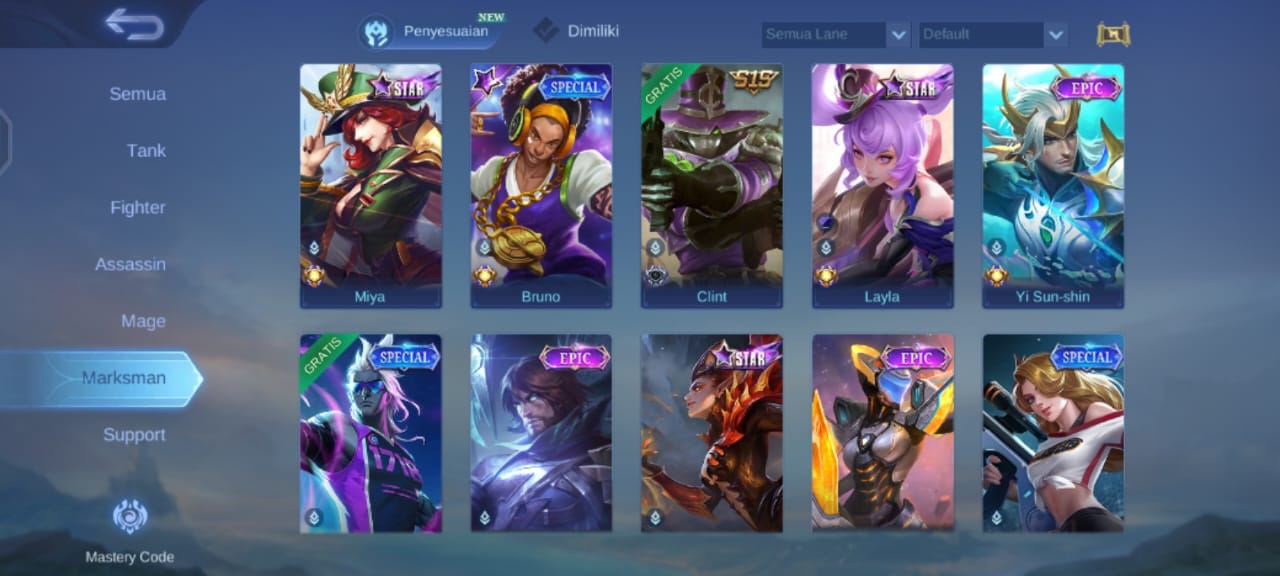 Penyesuaian
NEW
Dimiliki
Semua Lane
Default
Semua
Tank
Fighter
Assassin
Mage
Marksman
Support
Mastery Code
STAR
Miya
SPECIAL
Bruno
GRATIS
S19
Clint
STAR
Layla
EPIC
Yi Sun-shin
GRATIS
SPECIAL
EPIC
STAR
EPIC
SPECIAL